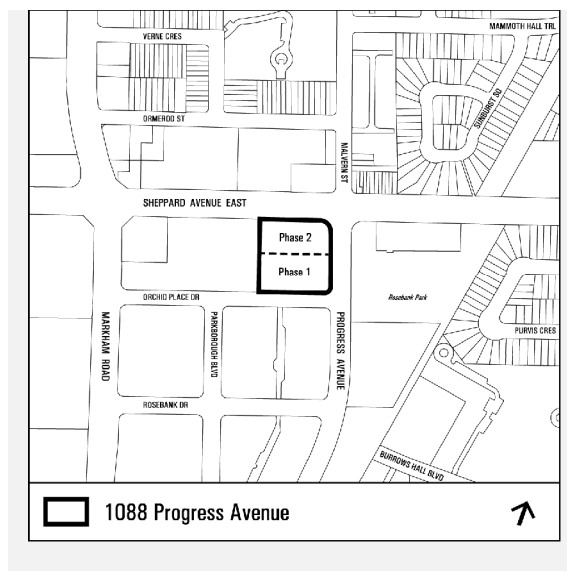 MAMMOTH HALL TRL
VERNE CRES
SUNBURST SQ
ORMEROD ST
MALVERN ST
SHEPPARD AVENUE EAST
Phase 2
Phase 1
ORCHID PLACE DR
Rosebank Park
MARKHAM ROAD
PARKBOROUGH BLVD
PROGRESS AVENUE
PURVIS CRES
ROSEBANK DR
BURROWS HALL BLVD
1088 Progress Avenue